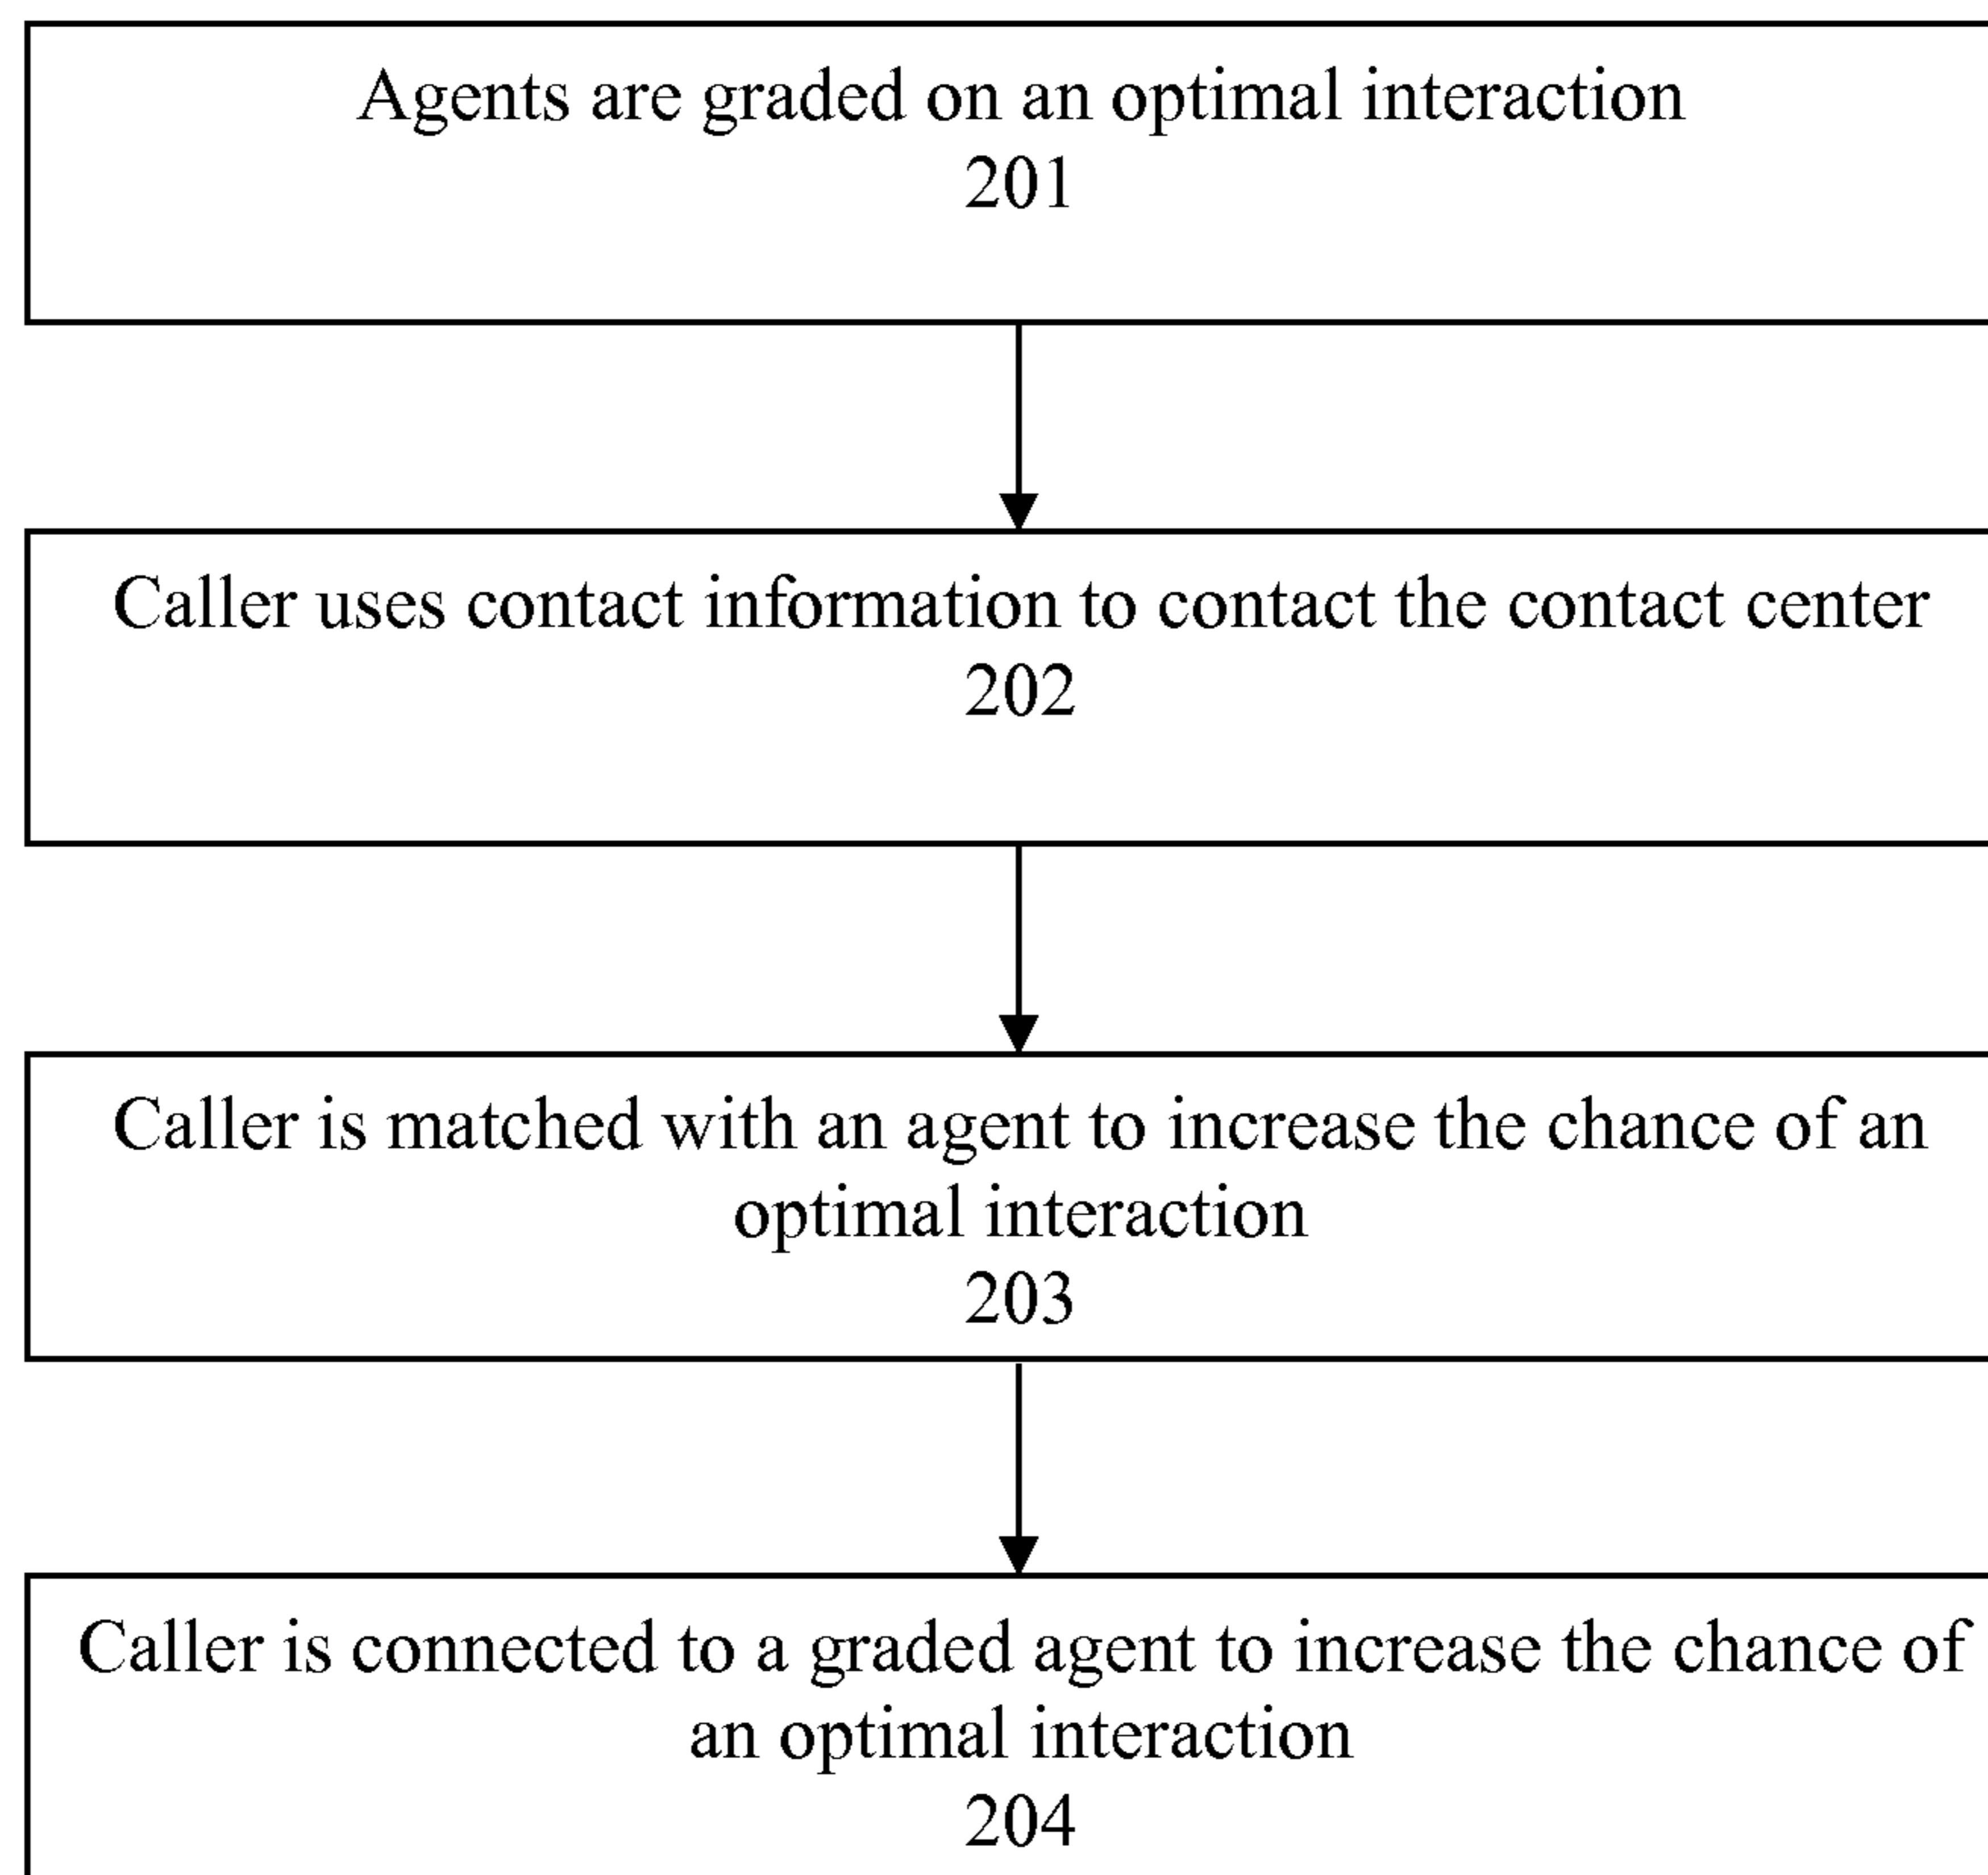 Agents are graded on an optimal interaction
201
Caller uses contact information to contact the contact center
202
Caller is matched with an agent to increase the chance of an
optimal interaction
203
Caller is connected to a graded agent to increase the chance of
an optimal interaction
204